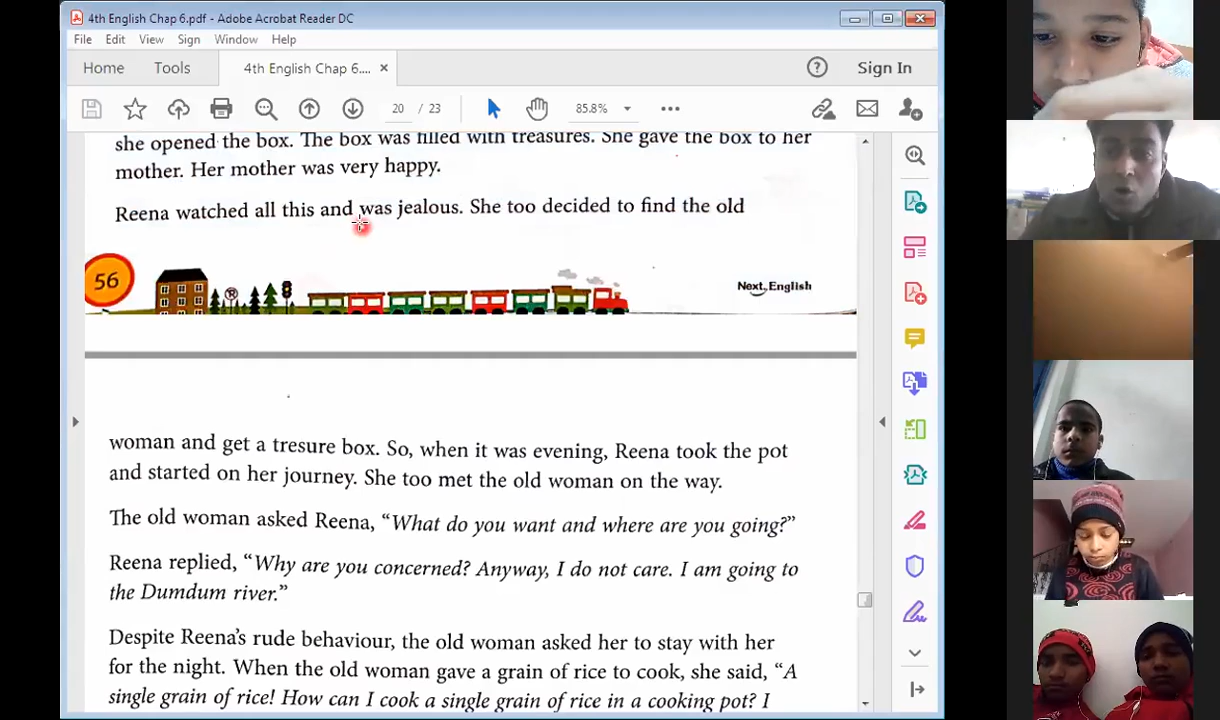 4th English Chap 6.pdf - Adobe Acrobat Reader DC
File Edit View Sign Window Help
Home Tools 4th English Chap 6.... × Sign In
20 / 23 85.8%
she opened the box. The box was filled with treasures. She gave the box to her
mother. Her mother was very happy.
Reena watched all this and was jealous. She too decided to find the old
56
Next English
woman and get a tresure box. So, when it was evening, Reena took the pot
and started on her journey. She too met the old woman on the way.
The old woman asked Reena, “What do you want and where are you going?”
Reena replied, “Why are you concerned? Anyway, I do not care. I am going to
the Dumdum river.”
Despite Reena’s rude behaviour, the old woman asked her to stay with her
for the night. When the old woman gave a grain of rice to cook, she said, “A
single grain of rice! How can I cook a single grain of rice in a cooking pot? I